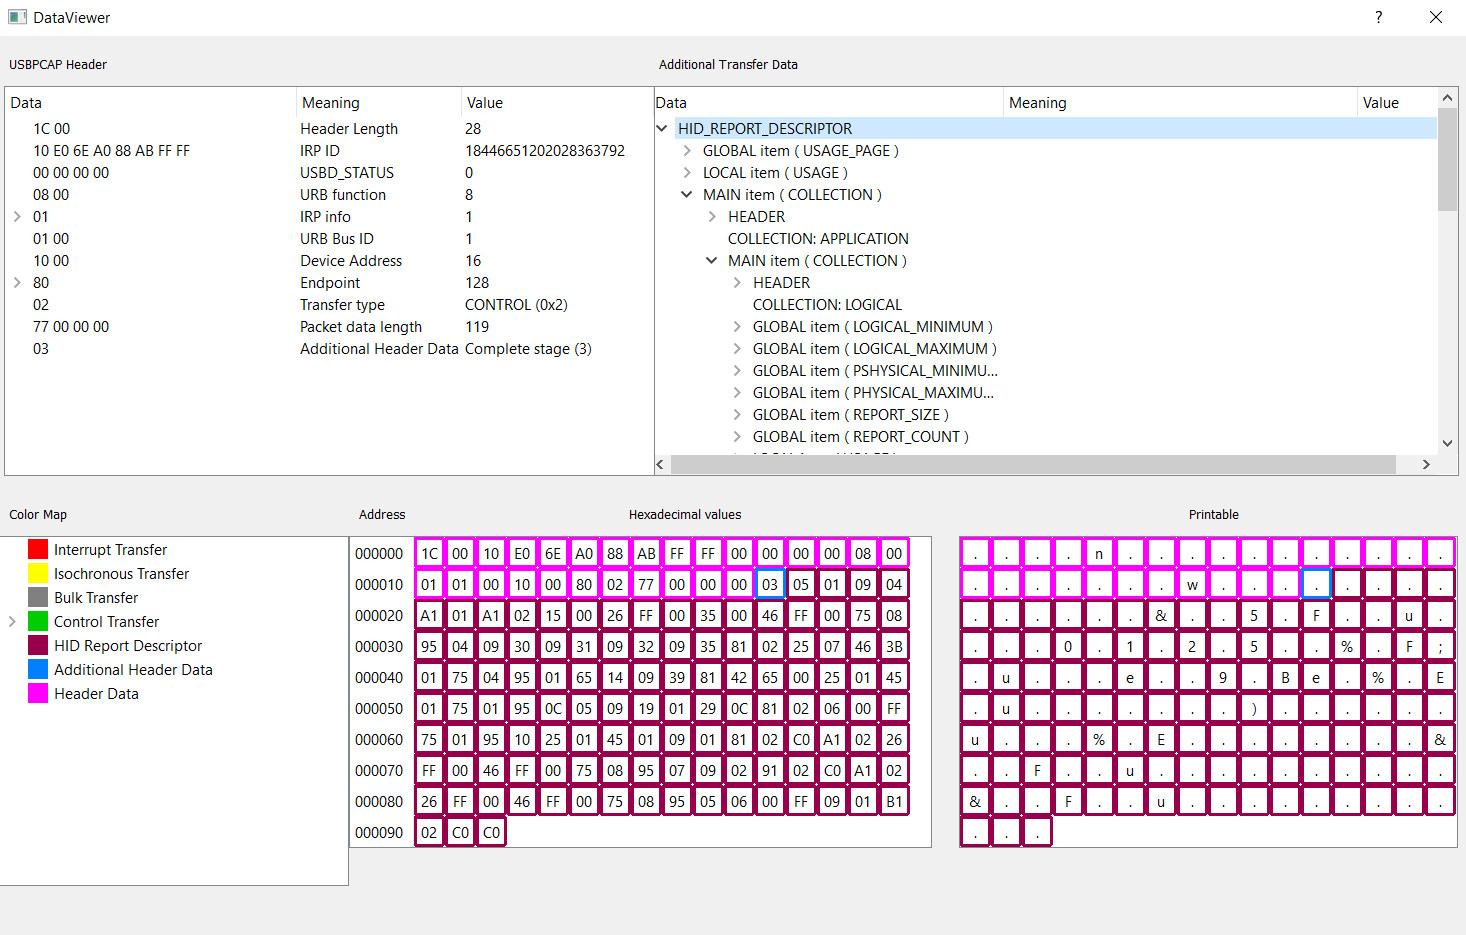 DataViewer ?
USBPCAP Header
Additional Transfer Data
Data Meaning Value
1C 00 Header Length 28
10 E0 6E A0 88 AB FF FF IRP ID 18446651202028363792
00 00 00 00 USBD_STATUS 0
08 00 URB function 8
01 IRP info 1
01 00 URB Bus ID 1
10 00 Device Address 16
80 Endpoint 128
02 Transfer type CONTROL (0x2)
77 00 00 00 Packet data length 119
03 Additional Header Data Complete stage (3)
Data Meaning Value
HID_REPORT_DESCRIPTOR
GLOBAL item ( USAGE_PAGE )
LOCAL item ( USAGE )
MAIN item ( COLLECTION )
HEADER
COLLECTION: APPLICATION
MAIN item ( COLLECTION )
HEADER
COLLECTION: LOGICAL
GLOBAL item ( LOGICAL_MINIMUM )
GLOBAL item ( LOGICAL_MAXIMUM )
GLOBAL item ( PSHYSICAL_MINIMU...
GLOBAL item ( PHYSICAL_MAXIMU...
GLOBAL item ( REPORT_SIZE )
GLOBAL item ( REPORT_COUNT )
Color Map
Interrupt Transfer
Isochronous Transfer
Bulk Transfer
Control Transfer
HID Report Descriptor
Additional Header Data
Header Data
Address Hexadecimal values
000000 1C 00 10 E0 6E A0 88 AB FF FF 00 00 00 00 08 00
000010 01 01 00 10 00 80 02 77 00 00 00 03 05 01 09 04
000020 A1 01 A1 02 15 00 26 FF 00 35 00 46 FF 00 75 08
000030 95 04 09 30 09 31 09 32 09 35 81 02 25 07 46 3B
000040 01 75 04 95 01 65 14 09 39 81 42 65 00 25 01 45
000050 01 75 01 95 0C 05 09 19 01 29 0C 81 02 06 00 FF
000060 75 01 95 10 25 01 45 01 09 01 81 02 C0 A1 02 26
000070 FF 00 46 FF 00 75 08 95 07 09 02 91 02 C0 A1 02
000080 26 FF 00 46 FF 00 75 08 95 05 06 00 FF 09 01 B1
000090 02 C0 C0
Printable
. . . . n . . . . . . . . . . .
. . . . . . . w . . . . . . . .
. . . . . . & . . 5 . F . . u .
. . . 0 . 1 . 2 . 5 . . % . F ;
. u . . . e . . 9 . B e . % . E
. u . . . . . . . ) . . . . . .
u . . . % . E . . . . . . . . &
. . F . . u . . . . . . . . . .
& . . F . . u . . . . . . . . .
. . .